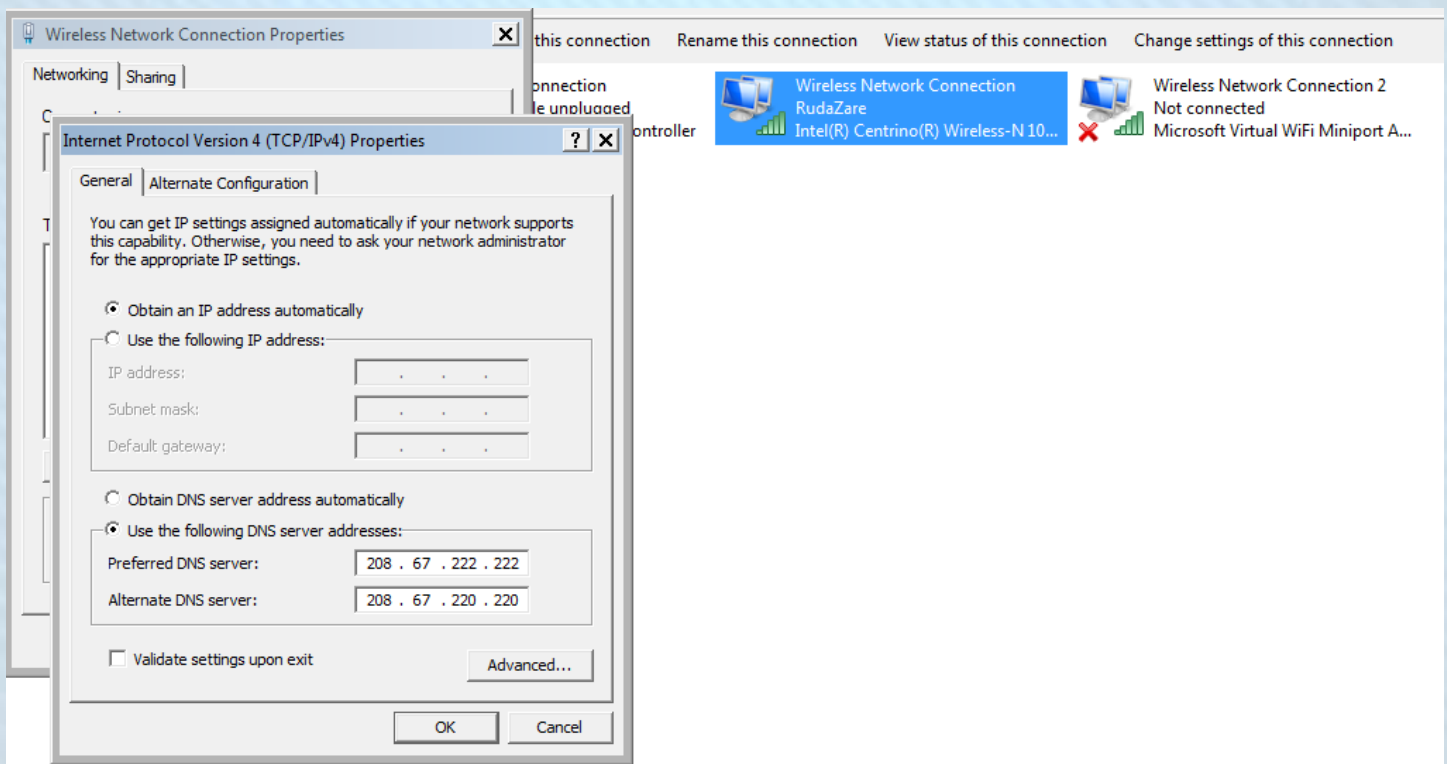 Wireless Network Connection Properties
Networking
Sharing
Internet Protocol Version 4 (TCP/IPv4) Properties
General
Alternate Configuration
You can get IP settings assigned automatically if your network supports
this capability. Otherwise, you need to ask your network administrator
for the appropriate IP settings.
Obtain an IP address automatically
Use the following IP address:
IP address:
Subnet mask:
Default gateway:
Obtain DNS server address automatically
Use the following DNS server addresses:
Preferred DNS server: 208 . 67 . 222 . 222
Alternate DNS server: 208 . 67 . 220 . 220
Validate settings upon exit
Advanced...
OK
Cancel
this connection
Rename this connection
View status of this connection
Change settings of this connection
unplugged
Wireless Network Connection
RudaZare
Intel(R) Centrino(R) Wireless-N 10...
Wireless Network Connection 2
Not connected
Microsoft Virtual WiFi Miniport A...